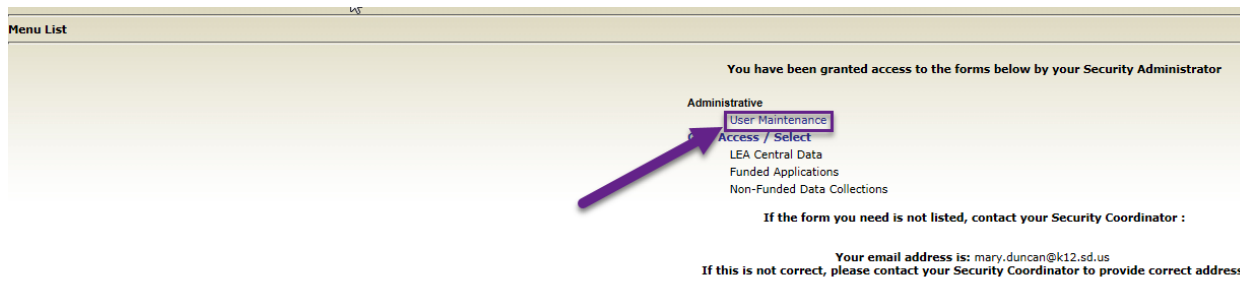 Menu List
You have been granted access to the forms below by your Security Administrator
Administrative
User Maintenance
Access / Select
LEA Central Data
Funded Applications
Non-Funded Data Collections
If the form you need is not listed, contact your Security Coordinator :
Your email address is: mary.duncan@k12.sd.us
If this is not correct, please contact your Security Coordinator to provide correct address